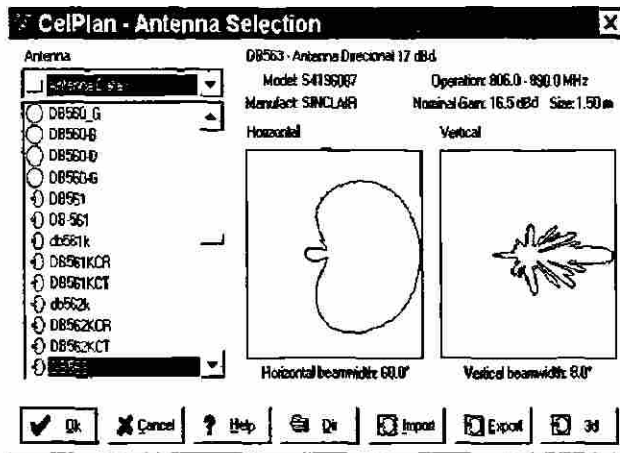 CelPlan - Antenna Selection
Antenna
DB560_G
DB560-B
DB560-D
DB560-G
DB561
DB-561
db561k
DB561KCR
DB561KCT
db562k
DB562KCR
DB562KCT
DB563 - Antenna Direcional 17 dBd
Model: S4196087 Operation: 806.0 - 890.0 MHz
Manufact: SINCLAIR Nominal Gain: 16.5 dBd Size: 1.50 m
Horizontal Vertical
Horizontal beamwidth: 60.0° Vertical beamwidth: 8.0°
Ok Cancel ? Help Dir Import Export 3d